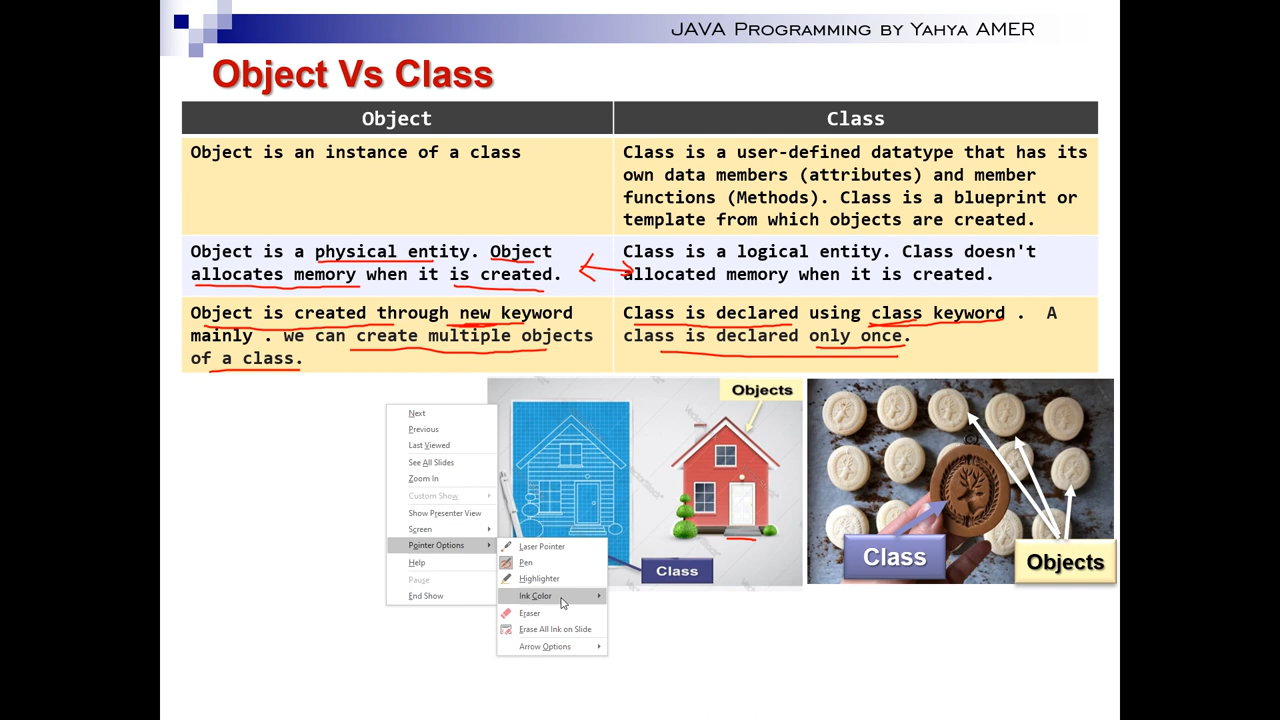 JAVA Programming by Yahya AMER
Object Vs Class
Object
Class
Object is an instance of a class
Class is a user-defined datatype that has its
own data members (attributes) and member
functions (Methods). Class is a blueprint or
template from which objects are created.
Object is a physical entity. Object
allocates memory when it is created.
Class is a logical entity. Class doesn't
allocated memory when it is created.
Object is created through new keyword
mainly . we can create multiple objects
of a class.
Class is declared using class keyword . A
class is declared only once.
Objects
Class
Class
Objects
Next
Previous
Last Viewed
See All Slides
Zoom In
Custom Show
Show Presenter View
Screen
Pointer Options
Help
Pause
End Show
Laser Pointer
Pen
Highlighter
Ink Color
Eraser
Erase All Ink on Slide
Arrow Options